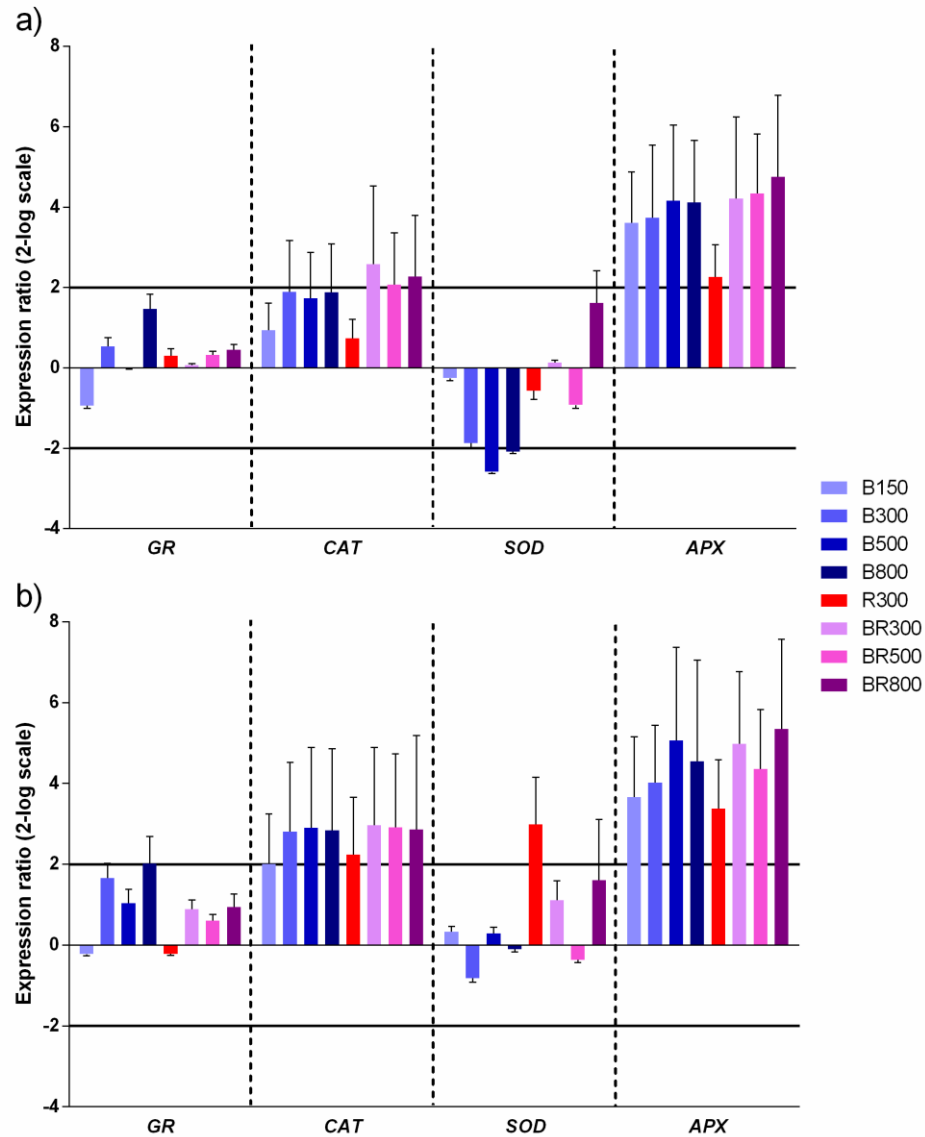 a)
Expression ratio (2-log scale)
8
6
4
2
0
-2
-4
GR CAT SOD APX
B150
B300
B500
B800
R300
BR300
BR500
BR800
b)
Expression ratio (2-log scale)
8
6
4
2
0
-2
-4
GR CAT SOD APX